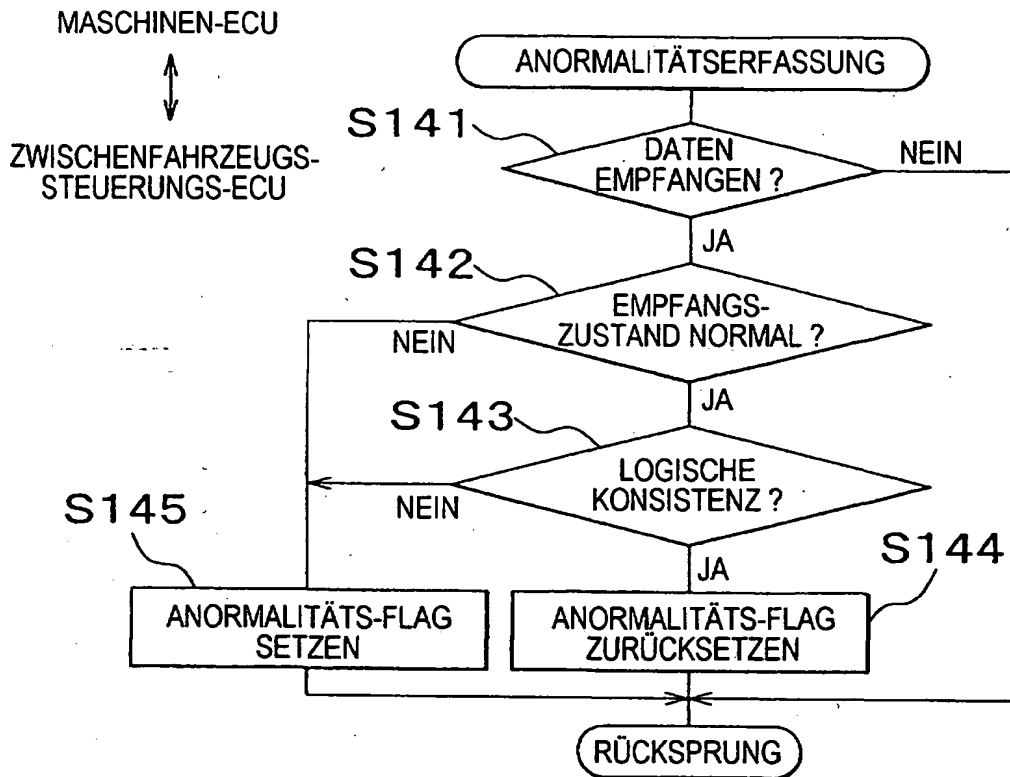 MASCHINEN-ECU
ZWISCHENFAHRZEUGS-
STEUERUNGS-ECU
ANORMALITÄTSERFASSUNG
S141
DATEN
EMPFANGEN ?
NEIN
JA
S142
EMPFANGS-
ZUSTAND NORMAL ?
NEIN
JA
S143
LOGISCHE
KONSISTENZ ?
NEIN
JA
S145
S144
ANORMALITÄTS-FLAG
SETZEN
ANORMALITÄTS-FLAG
ZURÜCKSETZEN
RÜCKSPRUNG